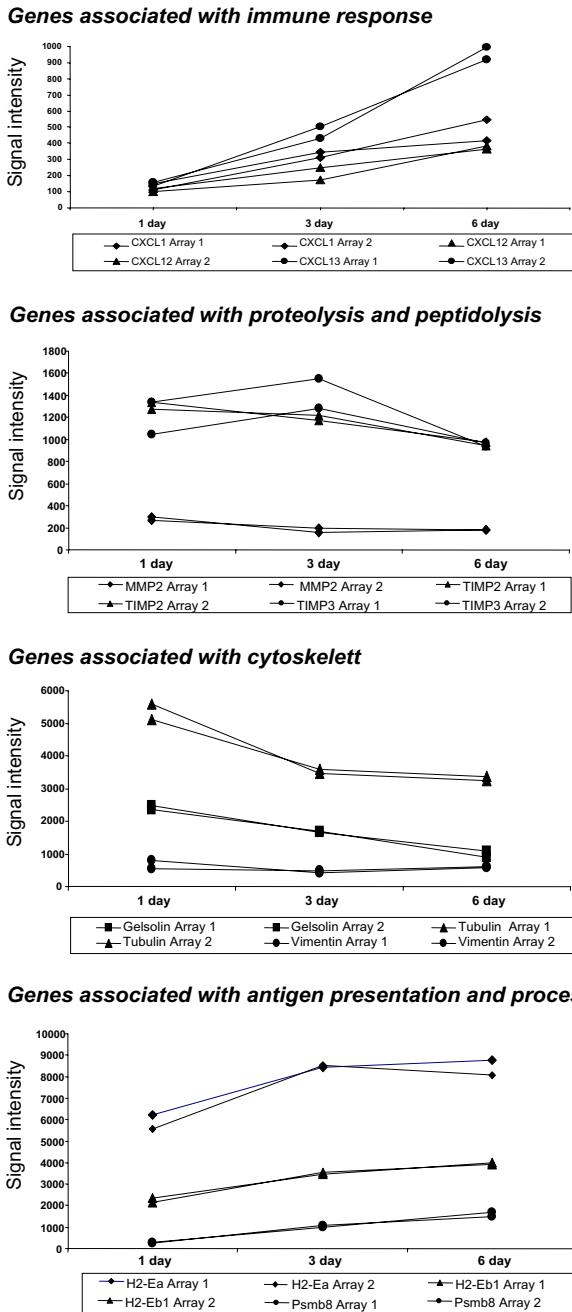 Genes associated with immune response
Signal intensity
1000
900
800
700
600
500
400
300
200
100
0
1 day 3 day 6 day
CXCL1 Array 1 CXCL1 Array 2 CXCL12 Array 1
CXCL12 Array 2 CXCL13 Array 1 CXCL13 Array 2
Genes associated with proteolysis and peptidolysis
Signal intensity
1800
1600
1400
1200
1000
800
600
400
200
0
1 day 3 day 6 day
MMP2 Array 1 MMP2 Array 2 TIMP2 Array 1
TIMP2 Array 2 TIMP3 Array 1 TIMP3 Array 2
Genes associated with cytoskelett
Signal intensity
6000
5000
4000
3000
2000
1000
0
1 day 3 day 6 day
Gelsolin Array 1 Gelsolin Array 2 Tubulin Array 1
Tubulin Array 2 Vimentin Array 1 Vimentin Array 2
Genes associated with antigen presentation and proces
Signal intensity
10000
9000
8000
7000
6000
5000
4000
3000
2000
1000
0
1 day 3 day 6 day
H2-Ea Array 1 H2-Ea Array 2 H2-Eb1 Array 1
H2-Eb1 Array 2 Psmb8 Array 1 Psmb8 Array 2